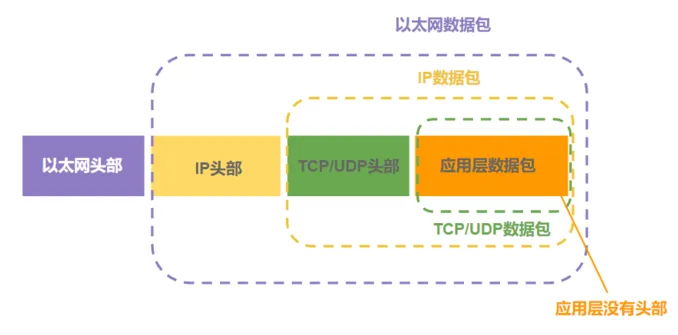 以太网数据包
IP数据包
以太网头部
IP头部
TCP/UDP头部
应用层数据包
TCP/UDP数据包
应用层没有头部